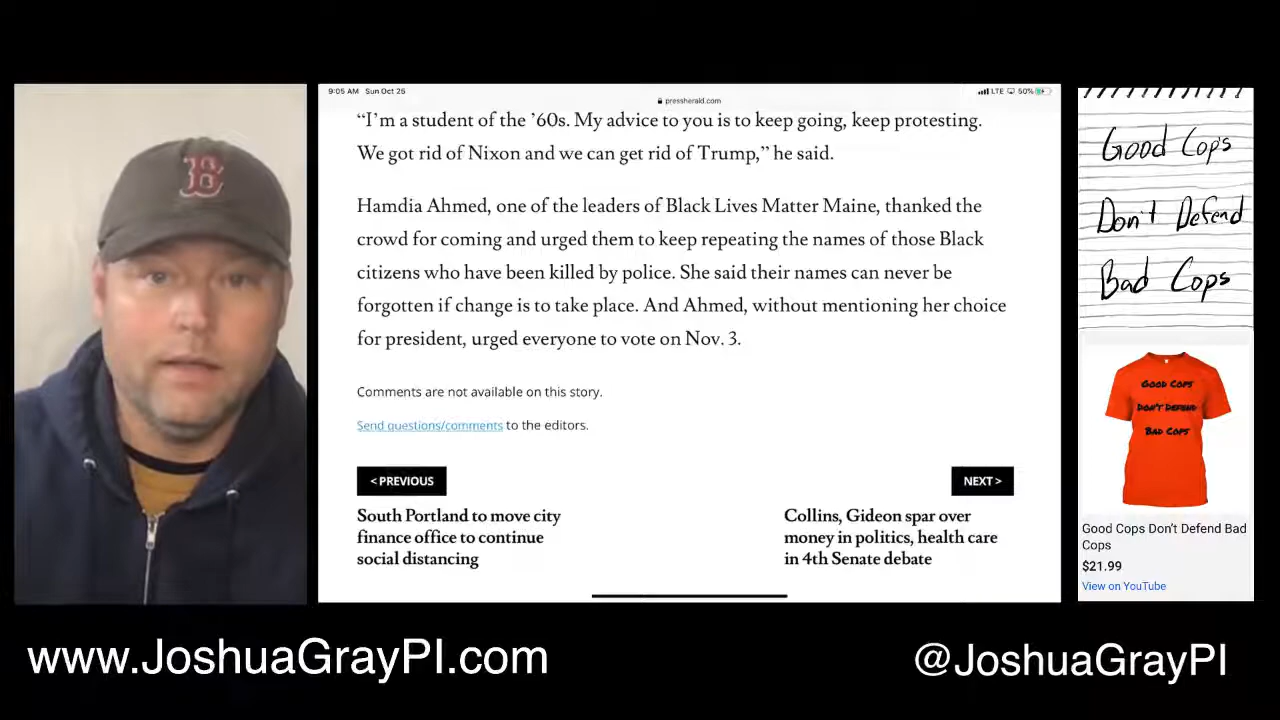 B
9:05 AM Sun Oct 25
LTE 50%
pressherald.com
“I’m a student of the ’60s. My advice to you is to keep going, keep protesting.
We got rid of Nixon and we can get rid of Trump,” he said.
Hamdia Ahmed, one of the leaders of Black Lives Matter Maine, thanked the
crowd for coming and urged them to keep repeating the names of those Black
citizens who have been killed by police. She said their names can never be
forgotten if change is to take place. And Ahmed, without mentioning her choice
for president, urged everyone to vote on Nov. 3.
Comments are not available on this story.
Send questions/comments to the editors.
< PREVIOUS
NEXT >
South Portland to move city
finance office to continue
social distancing
Collins, Gideon spar over
money in politics, health care
in 4th Senate debate
Good Cops
Don't Defend
Bad Cops
GOOD COPS
DON'T DEFEND
BAD COPS
Good Cops Don’t Defend Bad
Cops
$21.99
View on YouTube
www.JoshuaGrayPI.com
@JoshuaGrayPI